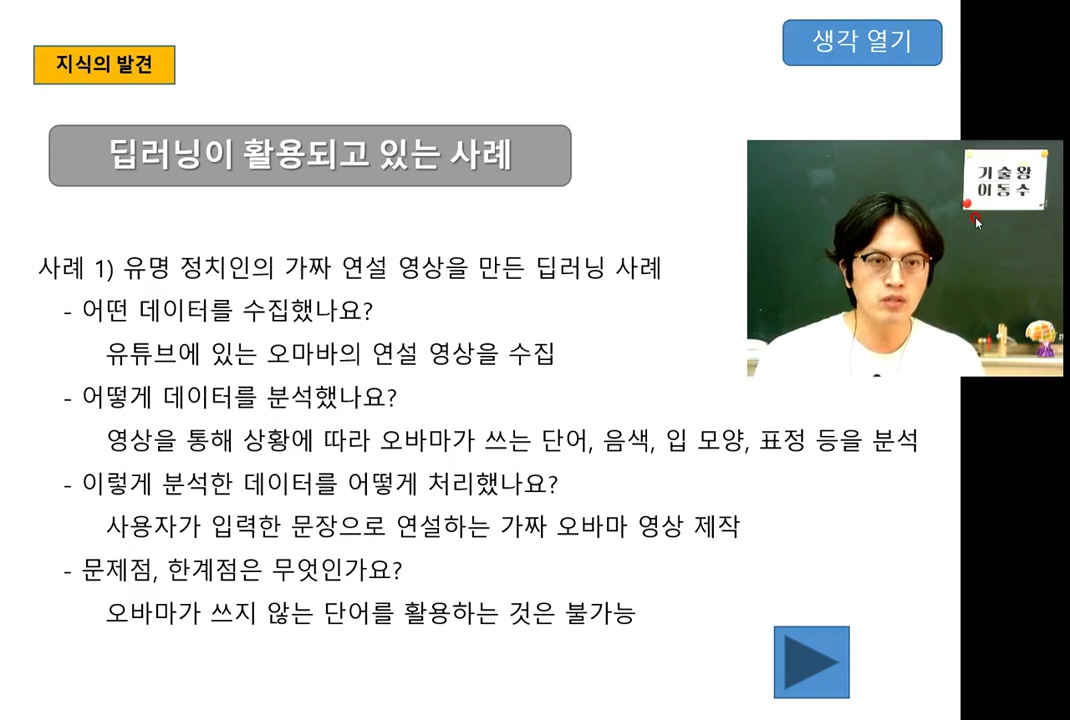 생각 열기
지식의 발견
딥러닝이 활용되고 있는 사례
기술왕
이동수
사례 1) 유명 정치인의 가짜 연설 영상을 만든 딥러닝 사례
- 어떤 데이터를 수집했나요?
유튜브에 있는 오마바의 연설 영상을 수집
- 어떻게 데이터를 분석했나요?
영상을 통해 상황에 따라 오바마가 쓰는 단어, 음색, 입 모양, 표정 등을 분석
- 이렇게 분석한 데이터를 어떻게 처리했나요?
사용자가 입력한 문장으로 연설하는 가짜 오바마 영상 제작
- 문제점, 한계점은 무엇인가요?
오바마가 쓰지 않는 단어를 활용하는 것은 불가능